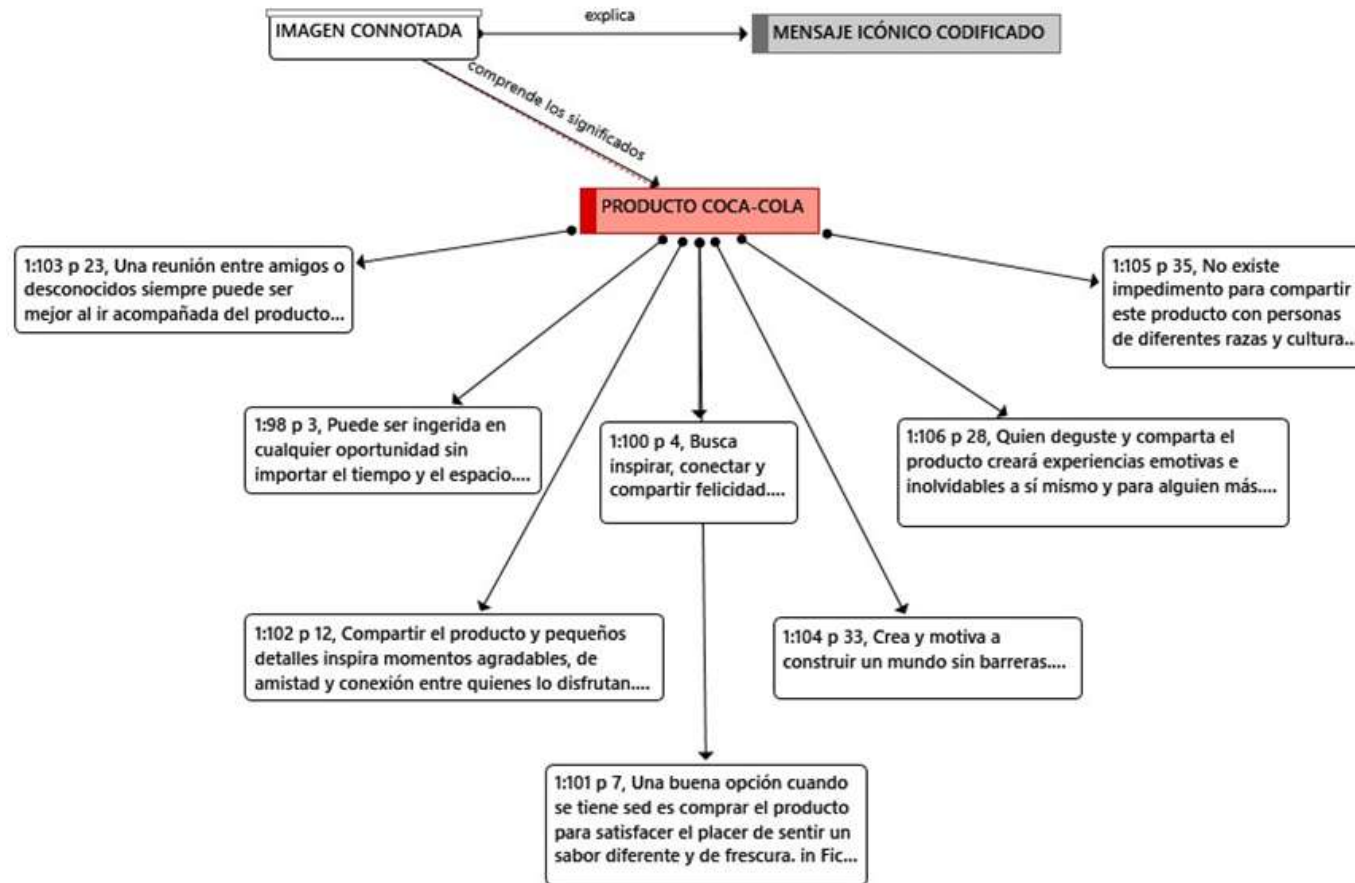 IMAGEN CONNOTADA
explica
MENSAJE ICÓNICO CODIFICADO
comprende los significados
PRODUCTO COCA-COLA
1:103 p 23, Una reunión entre amigos o
desconocidos siempre puede ser
mejor al ir acompañada del producto...
1:105 p 35, No existe
impedimento para compartir
este producto con personas
de diferentes razas y cultura...
1:98 p 3, Puede ser ingerida en
cualquier oportunidad sin
importar el tiempo y el espacio....
1:100 p 4, Busca
inspirar, conectar y
compartir felicidad....
1:106 p 28, Quien deguste y comparta el
producto creará experiencias emotivas e
inolvidables a sí mismo y para alguien más....
1:102 p 12, Compartir el producto y pequeños
detalles inspira momentos agradables, de
amistad y conexión entre quienes lo disfrutan....
1:104 p 33, Crea y motiva a
construir un mundo sin barreras....
1:101 p 7, Una buena opción cuando
se tiene sed es comprar el producto
para satisfacer el placer de sentir un
sabor diferente y de frescura. in Fic...